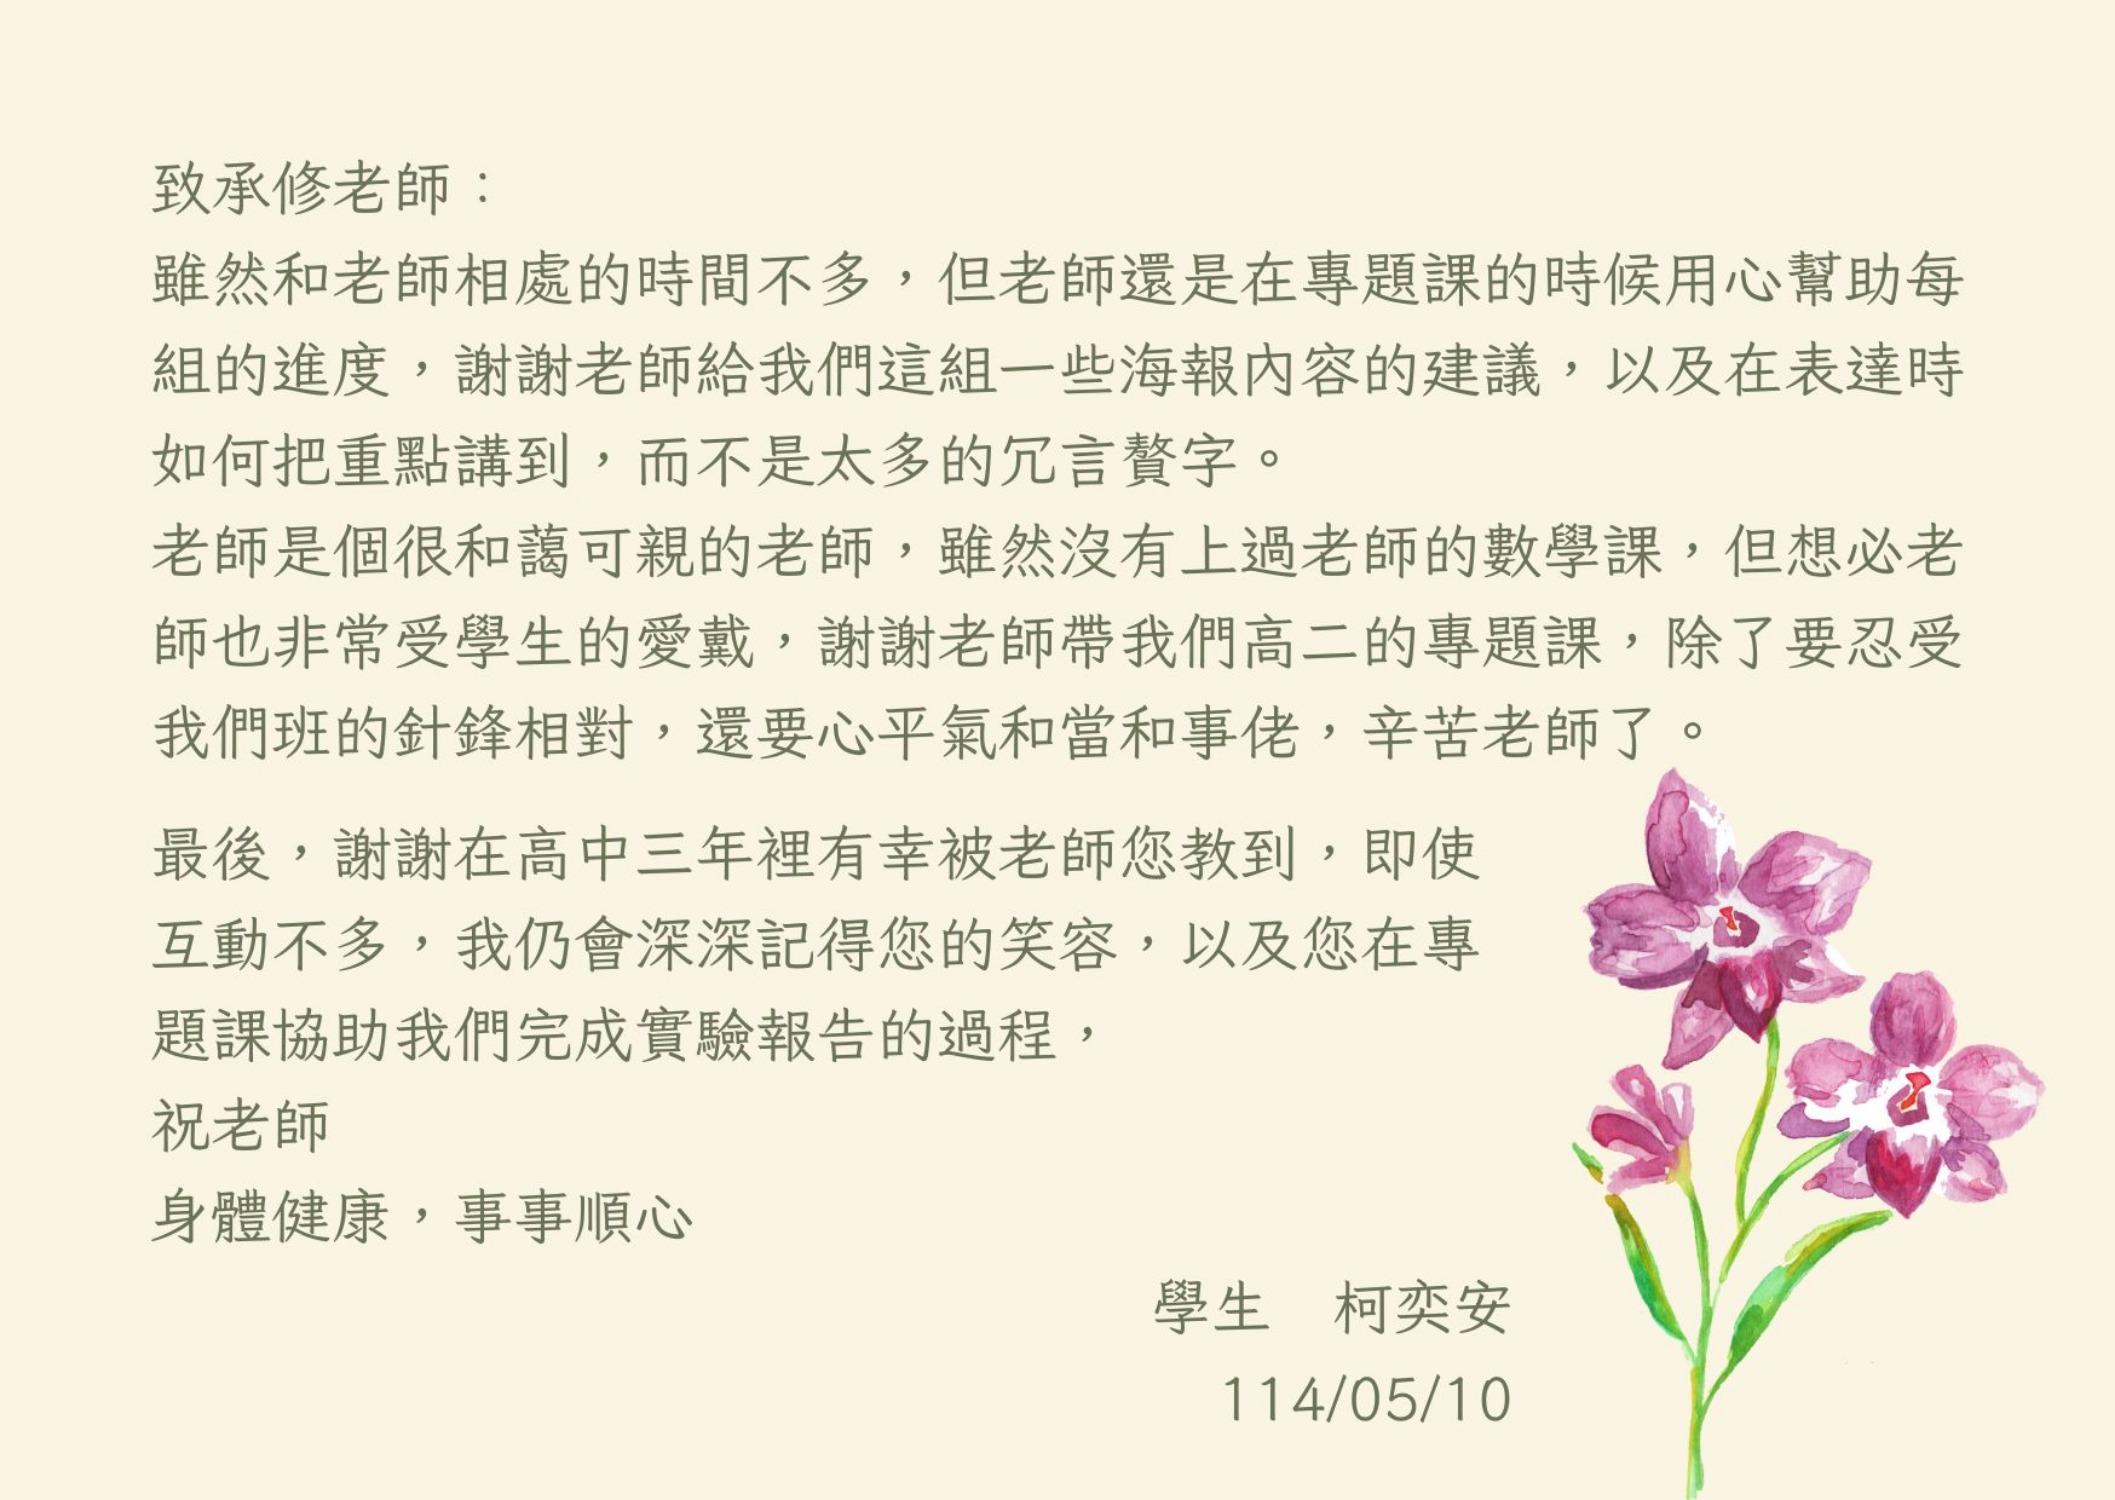 致承修老師：
雖然和老師相處的時間不多，但老師還是在專題課的時候用心幫助每
組的進度，謝謝老師給我們這組一些海報內容的建議，以及在表達時
如何把重點講到，而不是太多的冗言贅字。
老師是個很和藹可親的老師，雖然沒有上過老師的數學課，但想必老
師也非常受學生的愛戴，謝謝老師帶我們高二的專題課，除了要忍受
我們班的針鋒相對，還要心平氣和當和事佬，辛苦老師了。
最後，謝謝在高中三年裡有幸被老師您教到，即使
互動不多，我仍會深深記得您的笑容，以及您在專
題課協助我們完成實驗報告的過程，
祝老師
身體健康，事事順心
學生　柯奕安
114/05/10